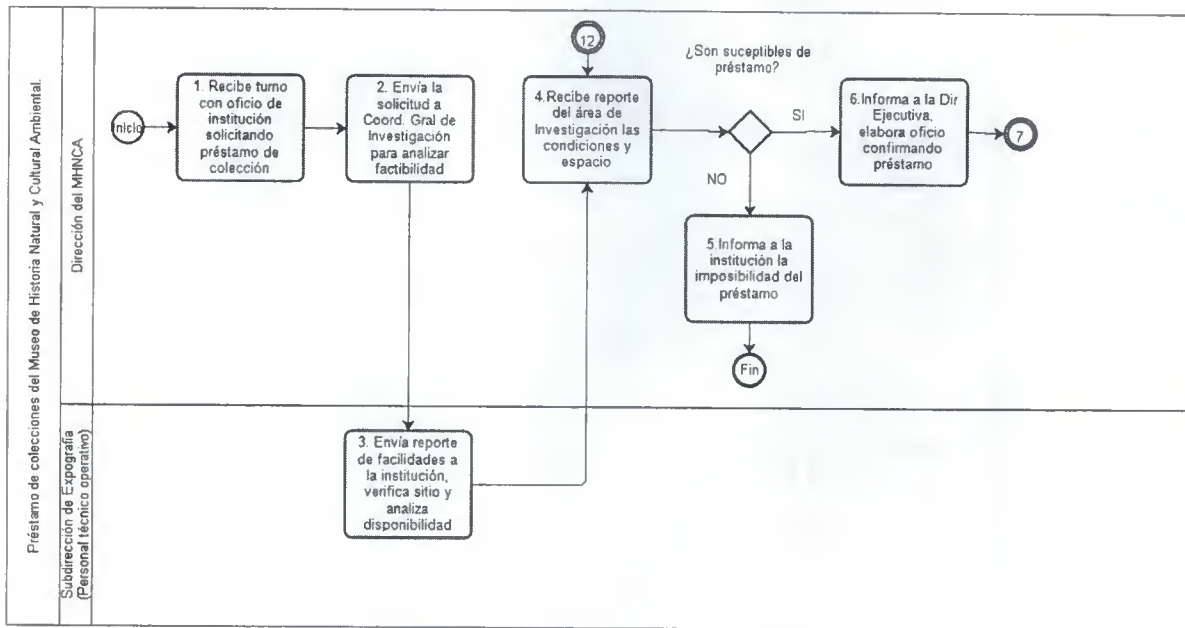 Préstamo de colecciones del Museo de Historia Natural y Cultural Ambiental.
Dirección del MHNCA
Inicio
1. Recibe turno
con oficio de
institución
solicitando
préstamo de
colección
2. Envía la
solicitud a
Coord. Gral de
Investigación
para analizar
factibilidad
12
4.Recibe reporte
del área de
Investigación las
condiciones y
espacio
¿Son suceptibles de
préstamo?
SI
NO
6.Informa a la Dir
Ejecutiva,
elabora oficio
confirmando
préstamo
7
5.Informa a la
institución la
imposibilidad del
préstamo
Fin
Subdirección de Expografía
(Personal técnico operativo)
3. Envía reporte
de facilidades a
la institución,
verifica sitio y
analiza
disponibilidad